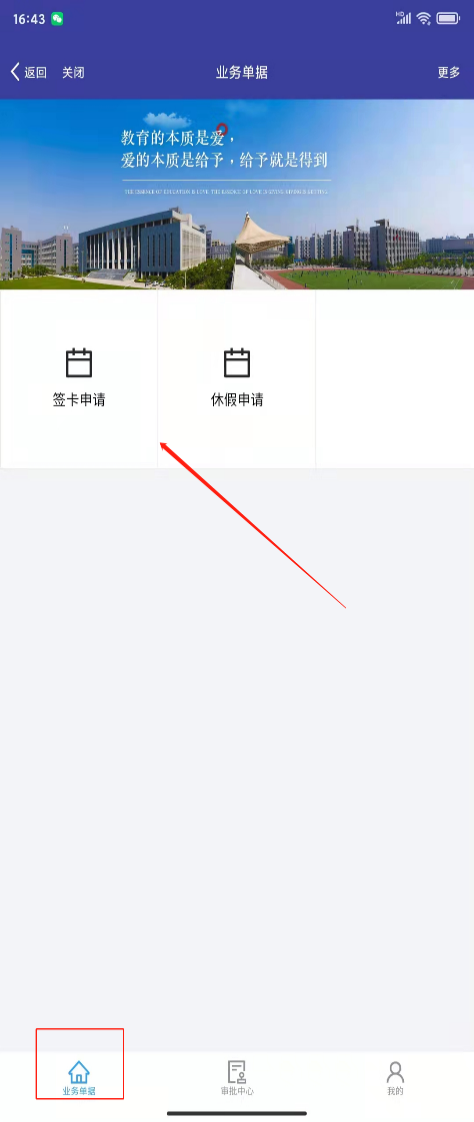 16:43
HD
返回 关闭 业务单据 更多
教育的本质是爱，
爱的本质是给予，给予就是得到
签卡申请 休假申请
业务单据 审批中心 我的